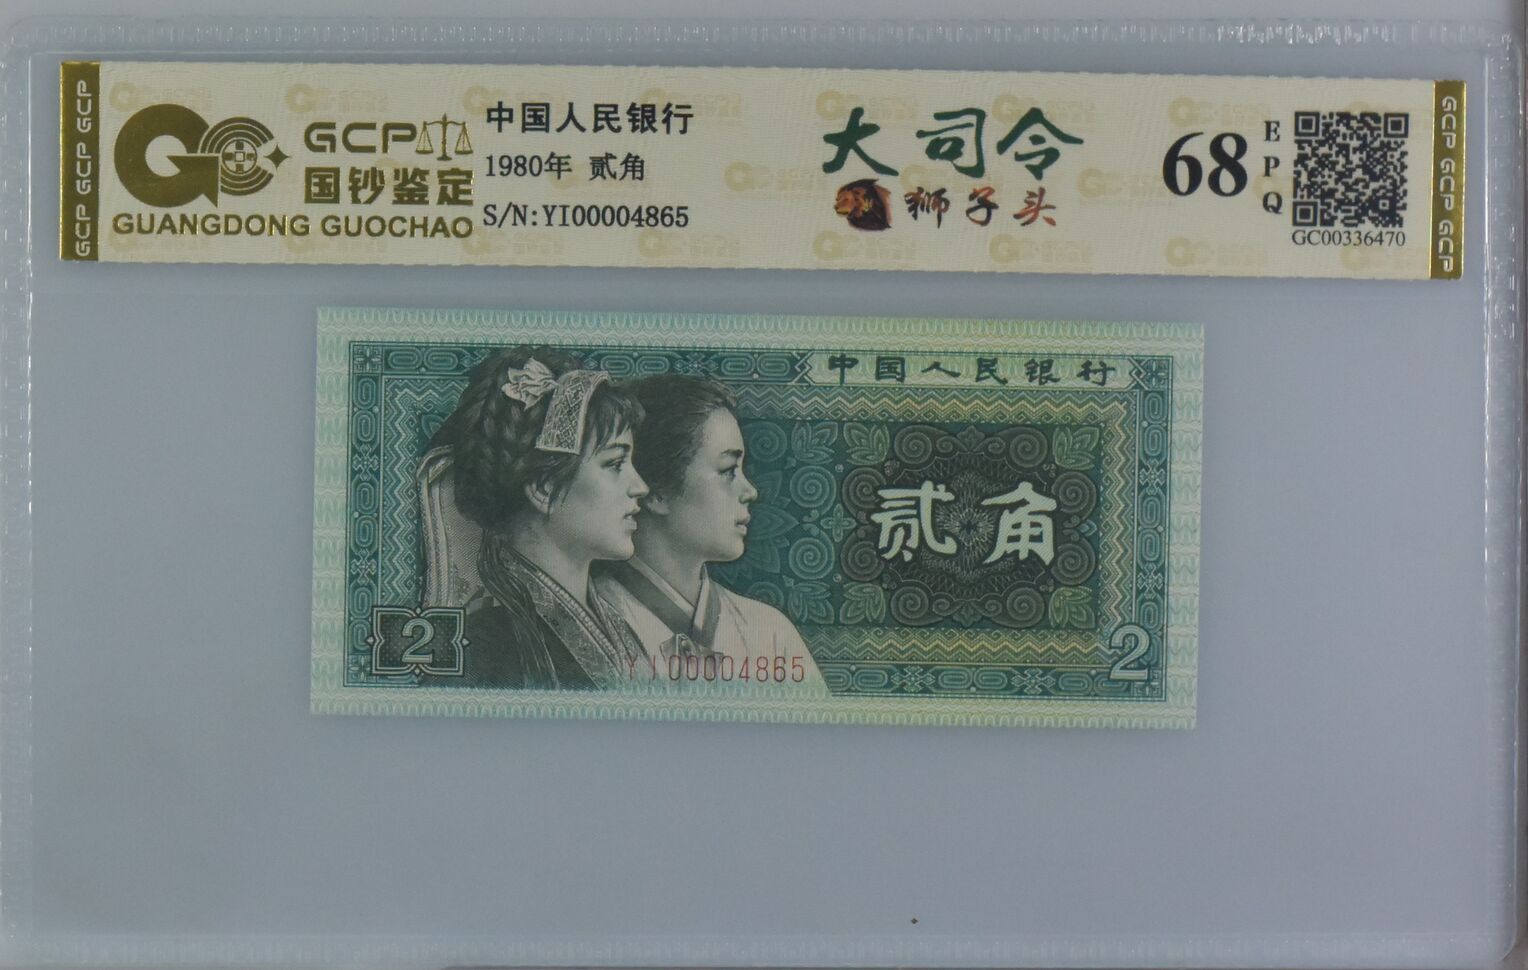 GCP GCP GCP
GCP
国钞鉴定
GUANGDONG GUOCHAO
中国人民银行
1980年 贰角
S/N:YI00004865
大司令
狮子头
68
EPQ
GC00336470
GCP GCP GCP
中国人民银行
贰角
2
YI00004865
2